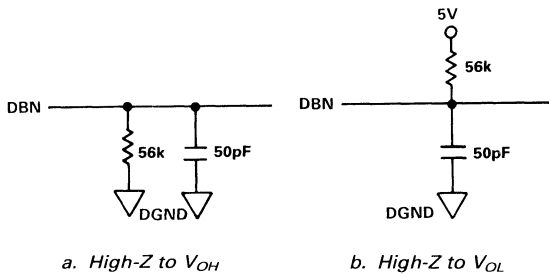 5V
56k
DBN
DBN
56k
50pF
50pF
DGND
DGND
a. High-Z to VOH
b. High-Z to VOL